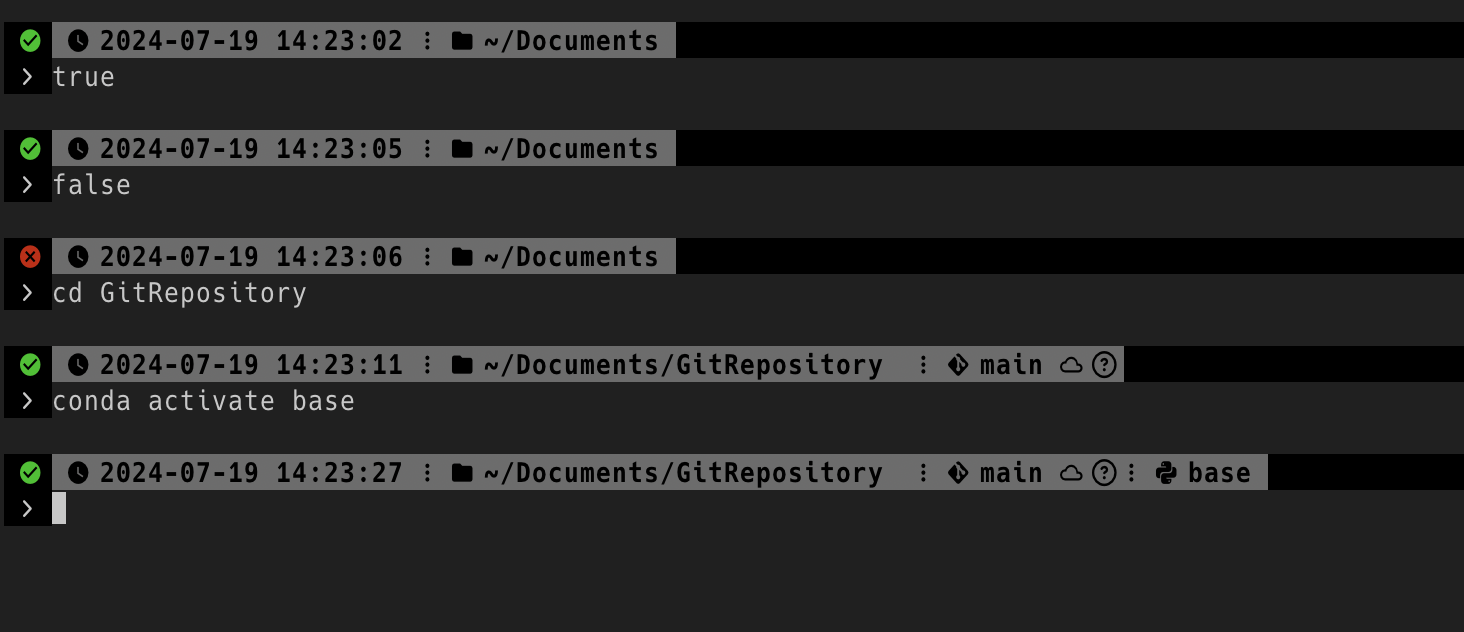 2024-07-19 14:23:02 ⋮ ~/Documents
> true
2024-07-19 14:23:05 ⋮ ~/Documents
> false
2024-07-19 14:23:06 ⋮ ~/Documents
> cd GitRepository
2024-07-19 14:23:11 ⋮ ~/Documents/GitRepository ⋮ main ?
> conda activate base
2024-07-19 14:23:27 ⋮ ~/Documents/GitRepository ⋮ main ? ⋮ base
>